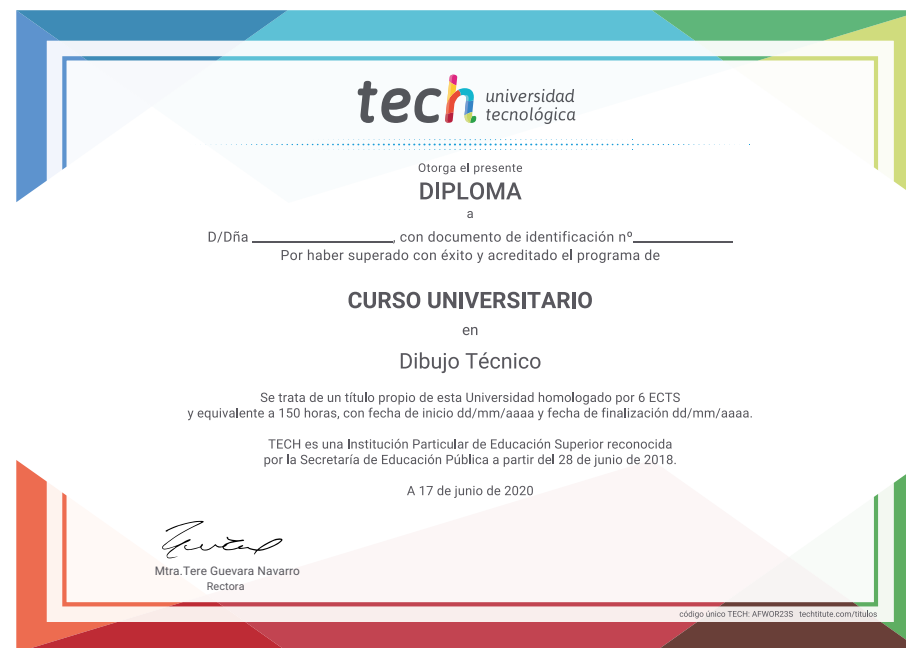 tech universidad
tecnológica
Otorga el presente
DIPLOMA
a
D/Dña ____________________, con documento de identificación nº______________
Por haber superado con éxito y acreditado el programa de
CURSO UNIVERSITARIO
en
Dibujo Técnico
Se trata de un título propio de esta Universidad homologado por 6 ECTS
y equivalente a 150 horas, con fecha de inicio dd/mm/aaaa y fecha de finalización dd/mm/aaaa.
TECH es una Institución Particular de Educación Superior reconocida
por la Secretaría de Educación Pública a partir del 28 de junio de 2018.
A 17 de junio de 2020
Mtra.Tere Guevara Navarro
Rectora
código único TECH: AFWOR23S techtitute.com/titulos